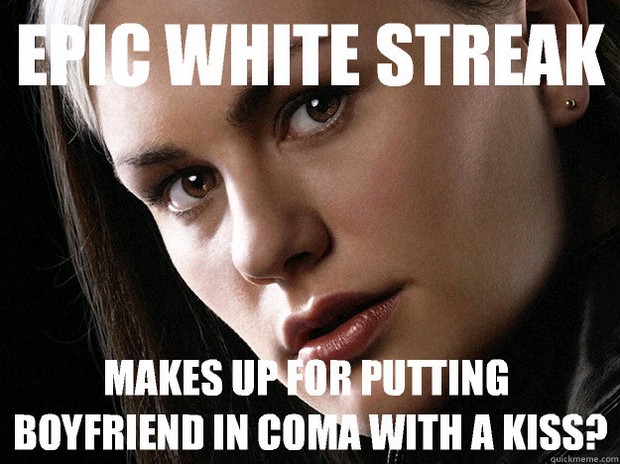 EPIC WHITE STREAK
MAKES UP FOR PUTTING
BOYFRIEND IN COMA WITH A KISS?
quickmeme.com